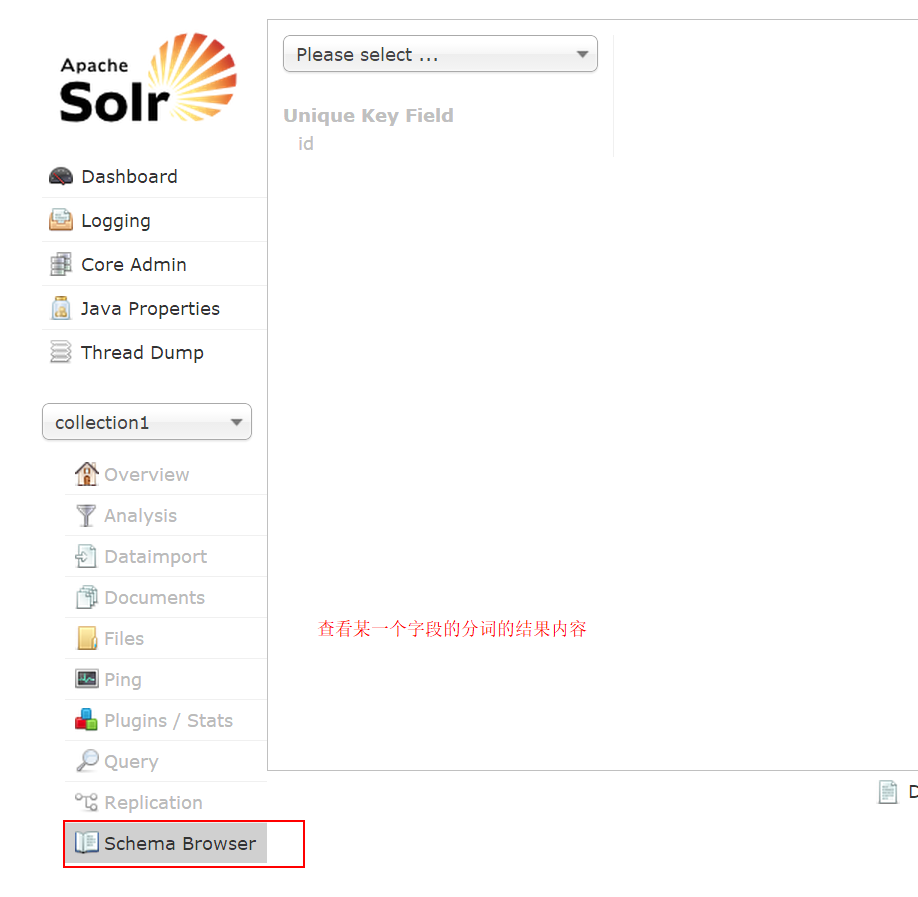 Apache
Solr
Dashboard
Logging
Core Admin
Java Properties
Thread Dump
collection1
Overview
Analysis
Dataimport
Documents
Files
Ping
Plugins / Stats
Query
Replication
Schema Browser
Please select ...
Unique Key Field
id
查看某一个字段的分词的结果内容
D